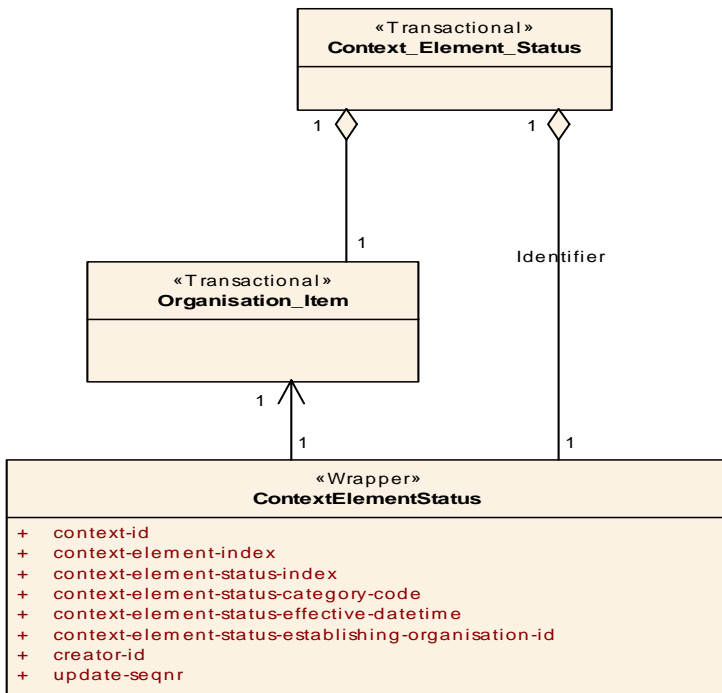 «Transactional»
Context_Element_Status
1
1
1
Identifier
«Transactional»
Organisation_Item
1
1
1
«Wrapper»
ContextElementStatus
+ context-id
+ context-element-index
+ context-element-status-index
+ context-element-status-category-code
+ context-element-status-effective-datetime
+ context-element-status-establishing-organisation-id
+ creator-id
+ update-seqnr